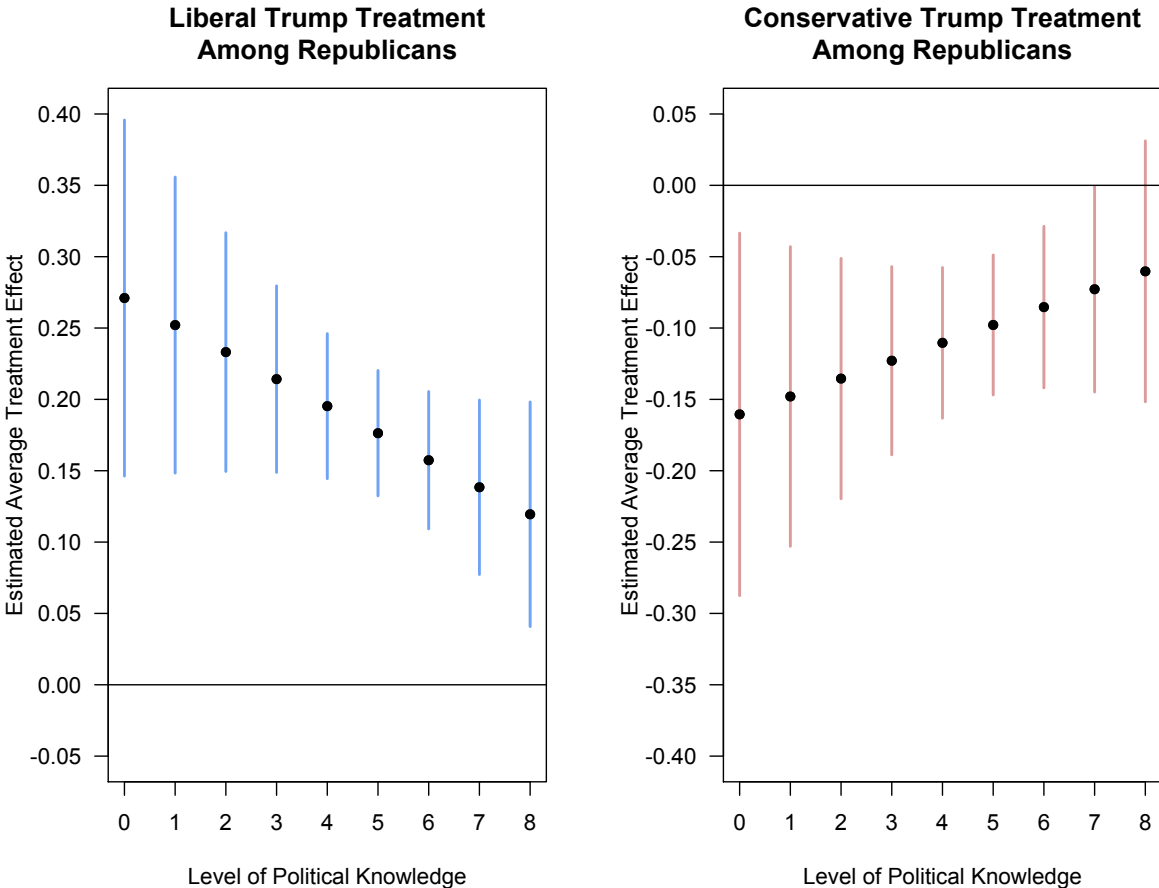 Liberal Trump Treatment
Among Republicans
Estimated Average Treatment Effect
0.40
0.35
0.30
0.25
0.20
0.15
0.10
0.05
0.00
-0.05
0 1 2 3 4 5 6 7 8
Level of Political Knowledge
Conservative Trump Treatment
Among Republicans
Estimated Average Treatment Effect
0.05
0.00
-0.05
-0.10
-0.15
-0.20
-0.25
-0.30
-0.35
-0.40
0 1 2 3 4 5 6 7 8
Level of Political Knowledge